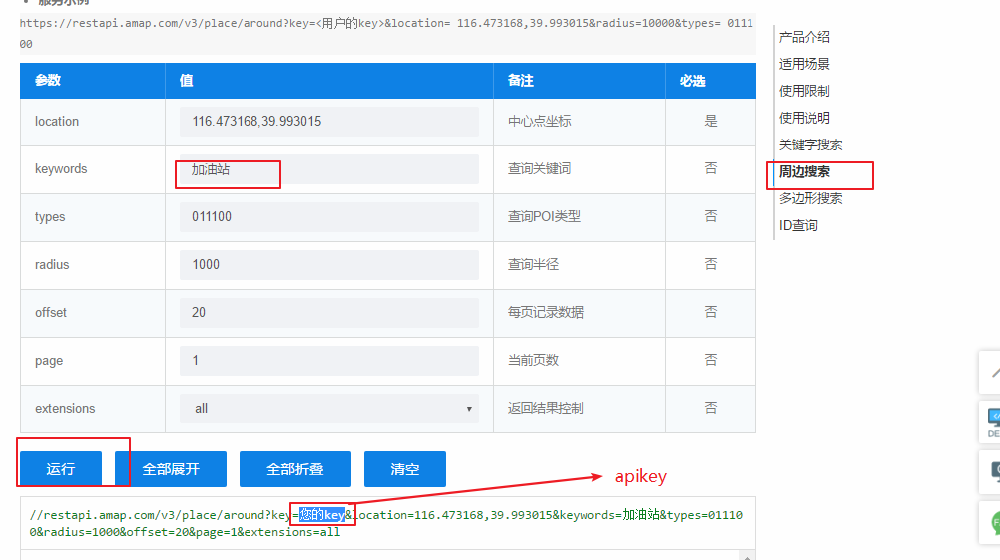 服务示例
https://restapi.amap.com/v3/place/around?key=<用户的key>&location= 116.473168,39.993015&radius=10000&types= 0111
00
参数 值 备注 必选
location 116.473168,39.993015 中心点坐标 是
keywords 加油站 查询关键词 否
types 011100 查询POI类型 否
radius 1000 查询半径 否
offset 20 每页记录数据 否
page 1 当前页数 否
extensions all 返回结果控制 否
运行 全部展开 全部折叠 清空
apikey
//restapi.amap.com/v3/place/around?key=您的key&location=116.473168,39.993015&keywords=加油站&types=01110
0&radius=1000&offset=20&page=1&extensions=all
产品介绍
适用场景
使用限制
使用说明
关键字搜索
周边搜索
多边形搜索
ID查询